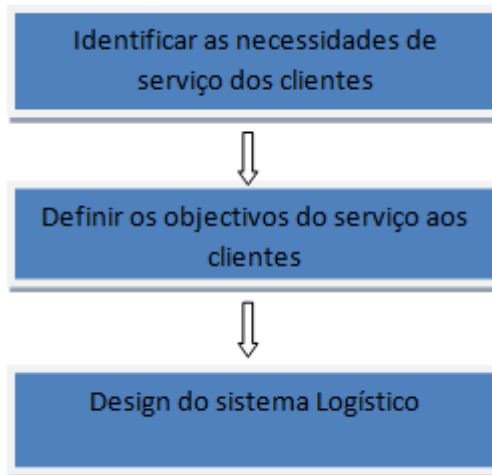 Identificar as necessidades de
serviço dos clientes
Definir os objectivos do serviço aos
clientes
Design do sistema Logístico